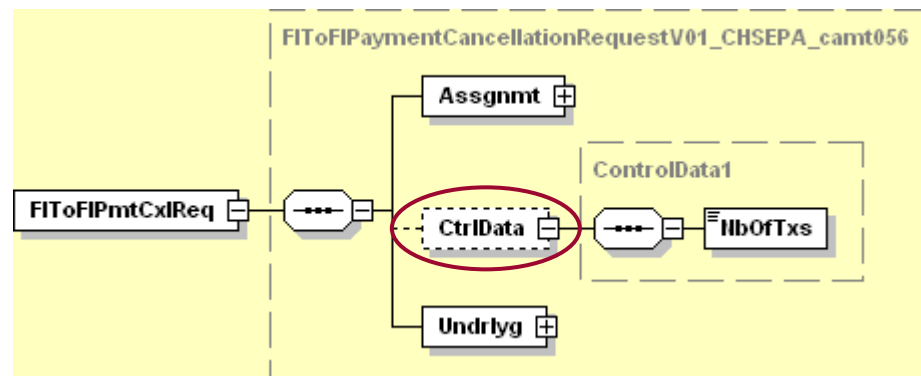 FIToFIPaymentCancellationRequestV01_CHSEPA_camt056
Assgnmt
ControlData1
FIToFIPmtCxlReq
CtrlData
NbOfTxs
Undrlyg